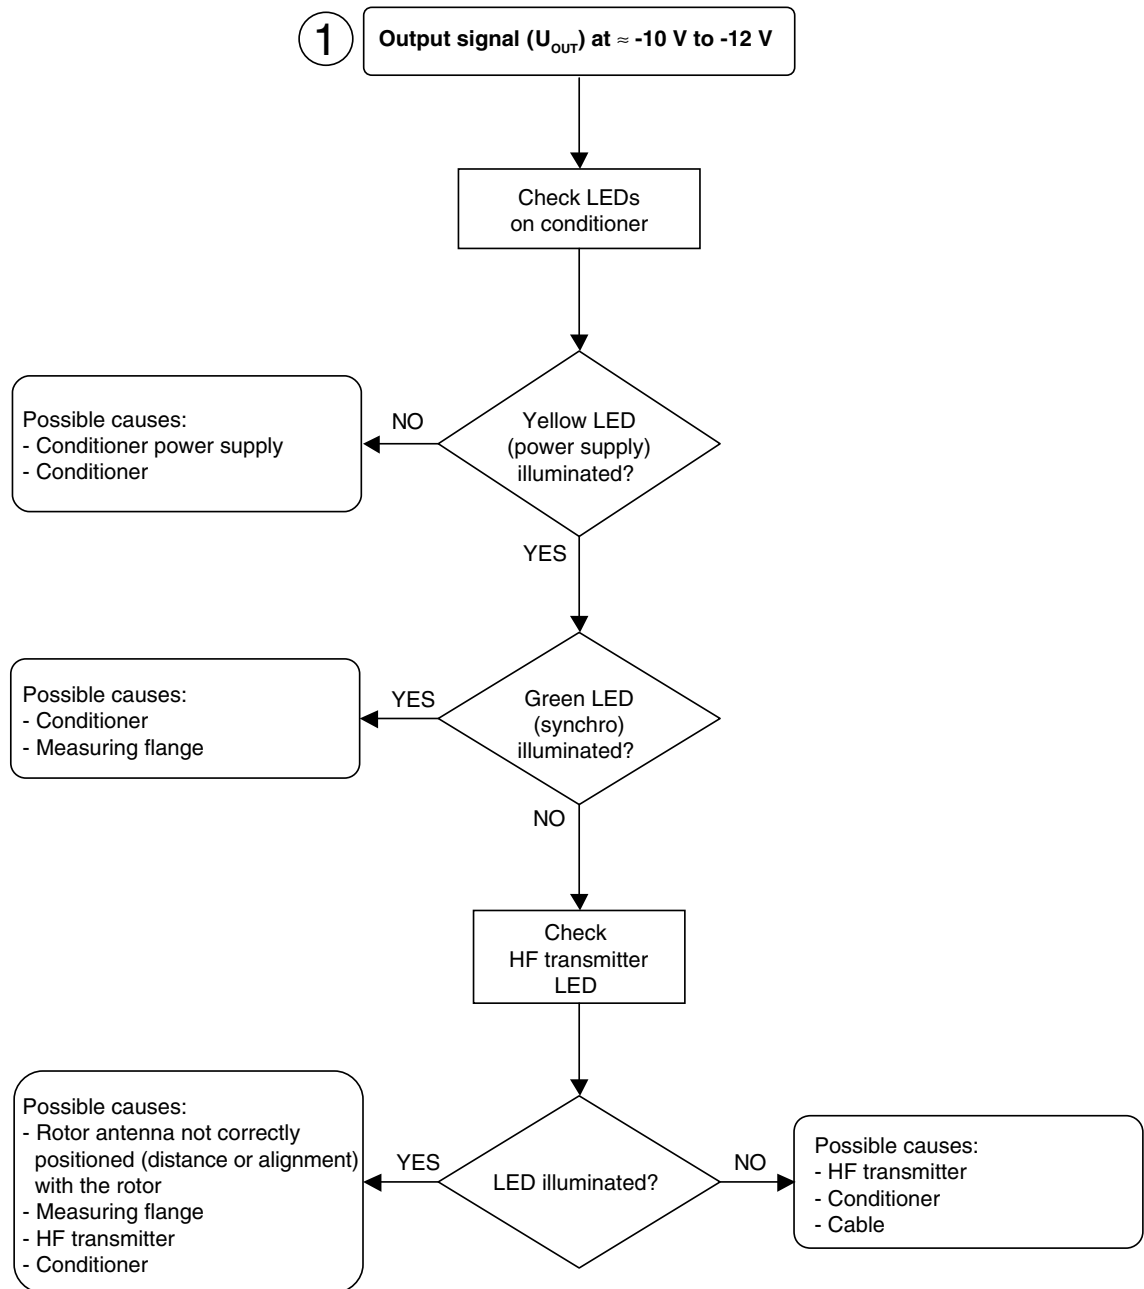 1
Output signal (U_OUT) at ≈ -10 V to -12 V
Check LEDs
on conditioner
Yellow LED
(power supply)
illuminated?
NO
Possible causes:
- Conditioner power supply
- Conditioner
YES
Green LED
(synchro)
illuminated?
YES
Possible causes:
- Conditioner
- Measuring flange
NO
Check
HF transmitter
LED
LED illuminated?
YES
Possible causes:
- Rotor antenna not correctly
positioned (distance or alignment)
with the rotor
- Measuring flange
- HF transmitter
- Conditioner
NO
Possible causes:
- HF transmitter
- Conditioner
- Cable